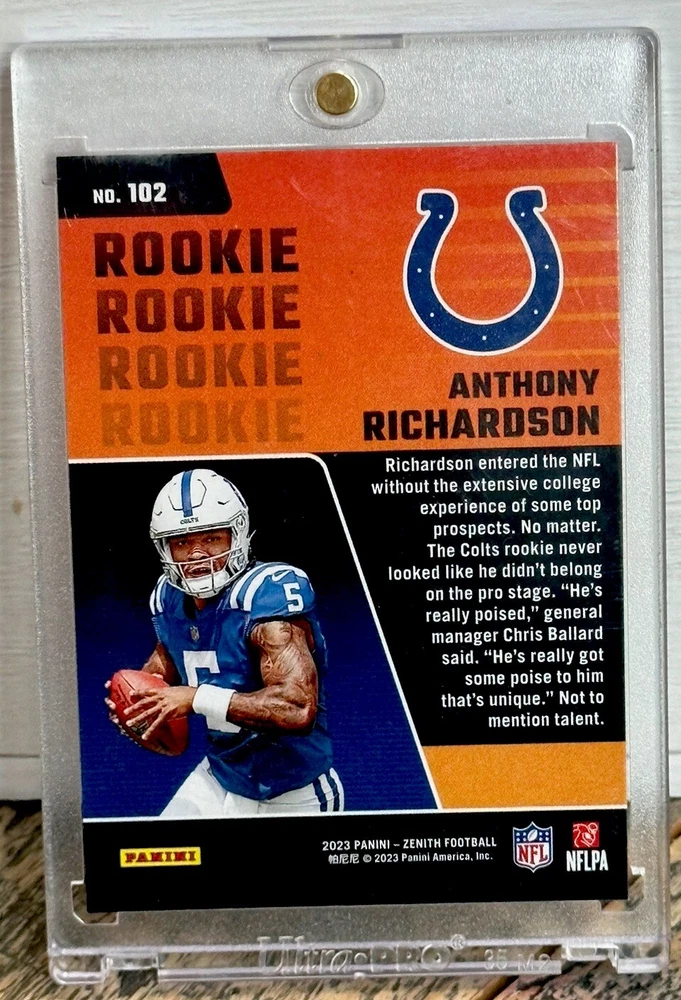 NO. 102
ROOKIE
ROOKIE
ROOKIE
ROOKIE
ANTHONY
RICHARDSON
Richardson entered the NFL
without the extensive college
experience of some top
prospects. No matter.
The Colts rookie never
looked like he didn't belong
on the pro stage. “He's
really poised,” general
manager Chris Ballard
said. “He's really got
some poise to him
that's unique.” Not to
mention talent.
COLTS
5
5
PANINI
2023 PANINI – ZENITH FOOTBALL
帕尼尼 © 2023 Panini America, Inc.
NFL
NFLPA
Ultra·PRO®